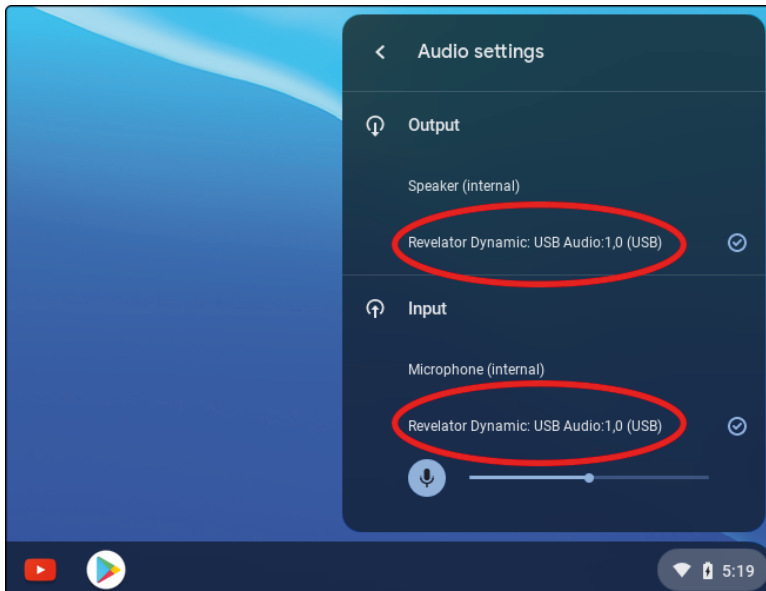 Audio settings
Output
Speaker (internal)
Revelator Dynamic: USB Audio:1,0 (USB)
Input
Microphone (internal)
Revelator Dynamic: USB Audio:1,0 (USB)
5:19